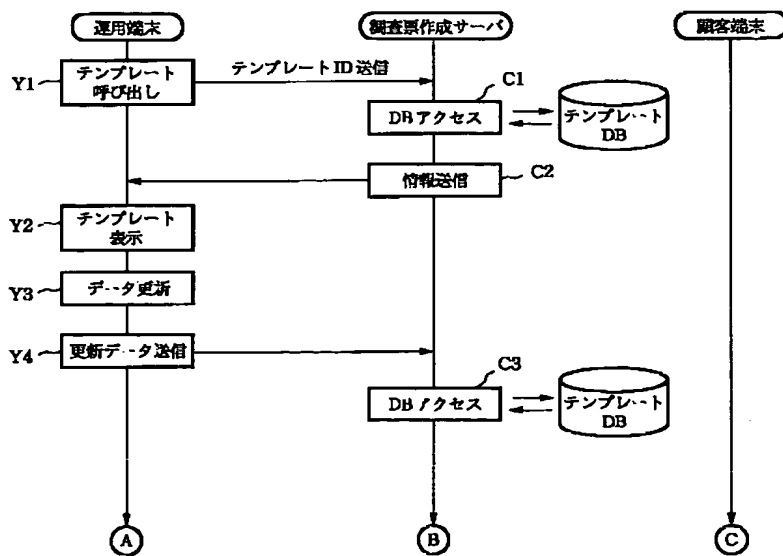 運用端末
調査票作成サーバ
顧客端末
Y1
テンプレート
呼び出し
テンプレートID送信
C1
DBアクセス
テンプレート
DB
情報送信
C2
Y2
テンプレート
表示
Y3
データ更新
Y4
更新データ送信
C3
DBアクセス
テンプレート
DB
A
B
C